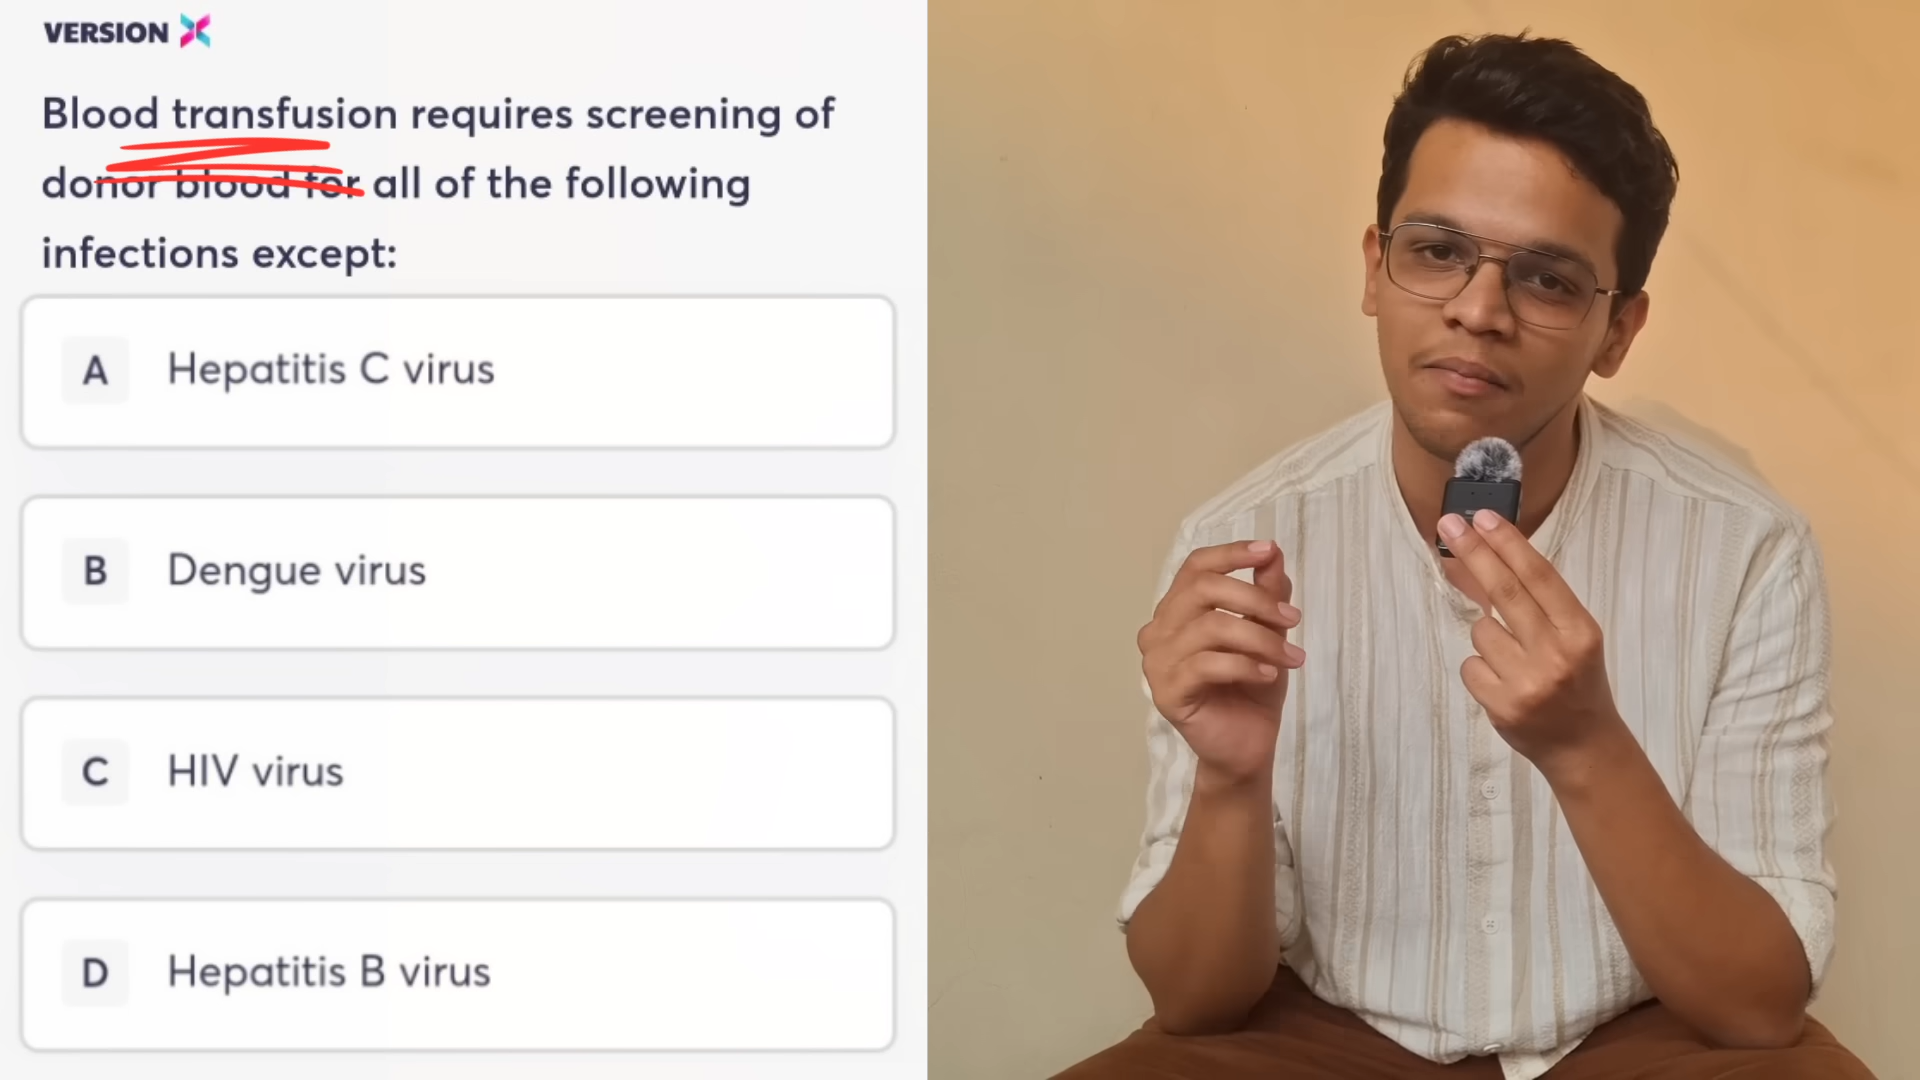 VERSION X
Blood transfusion requires screening of
donor blood for all of the following
infections except:
A Hepatitis C virus
B Dengue virus
C HIV virus
D Hepatitis B virus